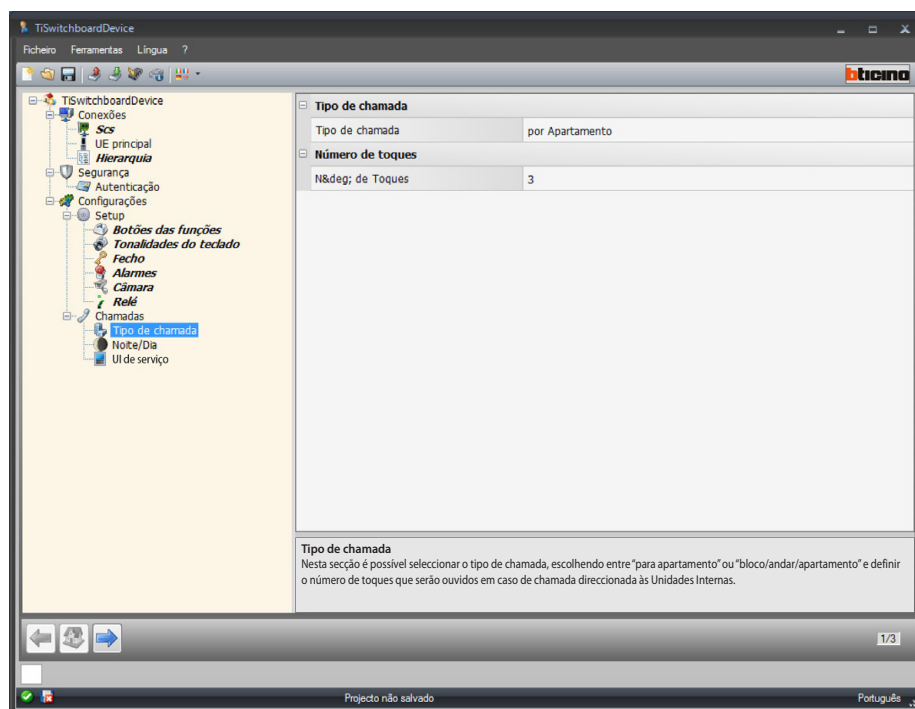 TiSwitchboardDevice
Ficheiro Ferramentas Língua ?
bticino
TiSwitchboardDevice
Conexões
Scs
UE principal
Hierarquia
Segurança
Autenticação
Configurações
Setup
Botões das funções
Tonalidades do teclado
Fecho
Alarmes
Câmara
Relé
Chamadas
Tipo de chamada
Noite/Dia
UI de serviço
Tipo de chamada
Tipo de chamada por Apartamento
Número de toques
N&deg; de Toques 3
Tipo de chamada
Nesta secção é possível seleccionar o tipo de chamada, escolhendo entre “para apartamento” ou “bloco/andar/apartamento” e definir
o número de toques que serão ouvidos em caso de chamada direccionada às Unidades Internas.
1/3
Projecto não salvado Português